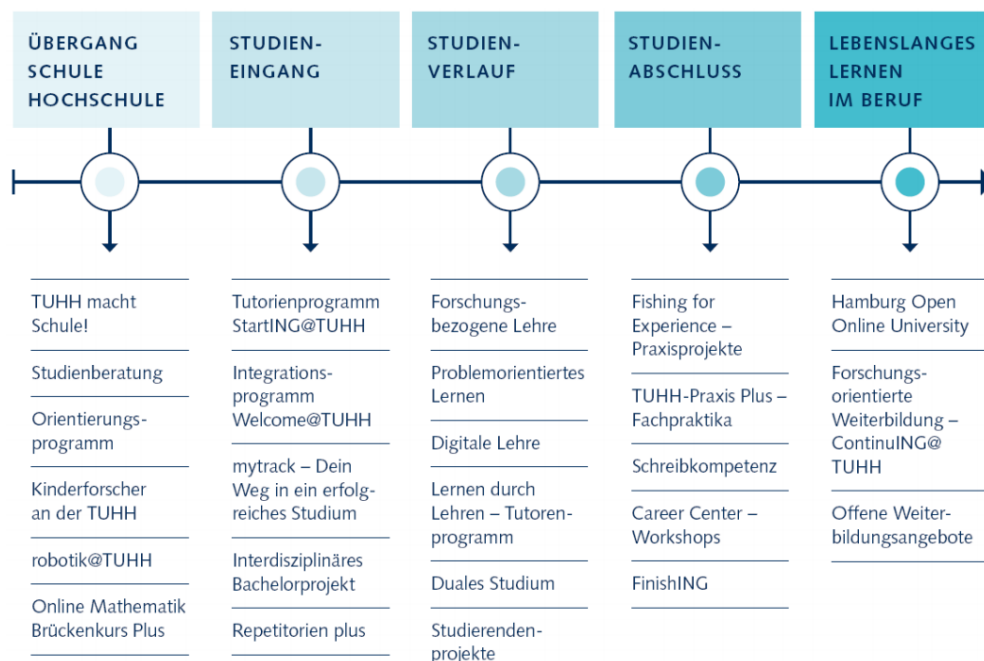 ÜBERGANG
SCHULE
HOCHSCHULE
STUDIEN-
EINGANG
STUDIEN-
VERLAUF
STUDIEN-
ABSCHLUSS
LEBENSLANGES
LERNEN
IM BERUF
TUHH macht
Schule!
Studienberatung
Orientierungs-
programm
Kinderforscher
an der TUHH
robotik@TUHH
Online Mathematik
Brückenkurs Plus
Tutorienprogramm
StartING@TUHH
Integrations-
programm
Welcome@TUHH
mytrack – Dein
Weg in ein erfolg-
reiches Studium
Interdisziplinäres
Bachelorprojekt
Repetitorien plus
Forschungs-
bezogene Lehre
Problemorientiertes
Lernen
Digitale Lehre
Lernen durch
Lehren – Tutoren-
programm
Duales Studium
Studierenden-
projekte
Fishing for
Experience –
Praxisprojekte
TUHH-Praxis Plus –
Fachpraktika
Schreibkompetenz
Career Center –
Workshops
FinishING
Hamburg Open
Online University
Forschungs-
orientierte
Weiterbildung –
ContinuING@
TUHH
Offene Weiter-
bildungsangebote